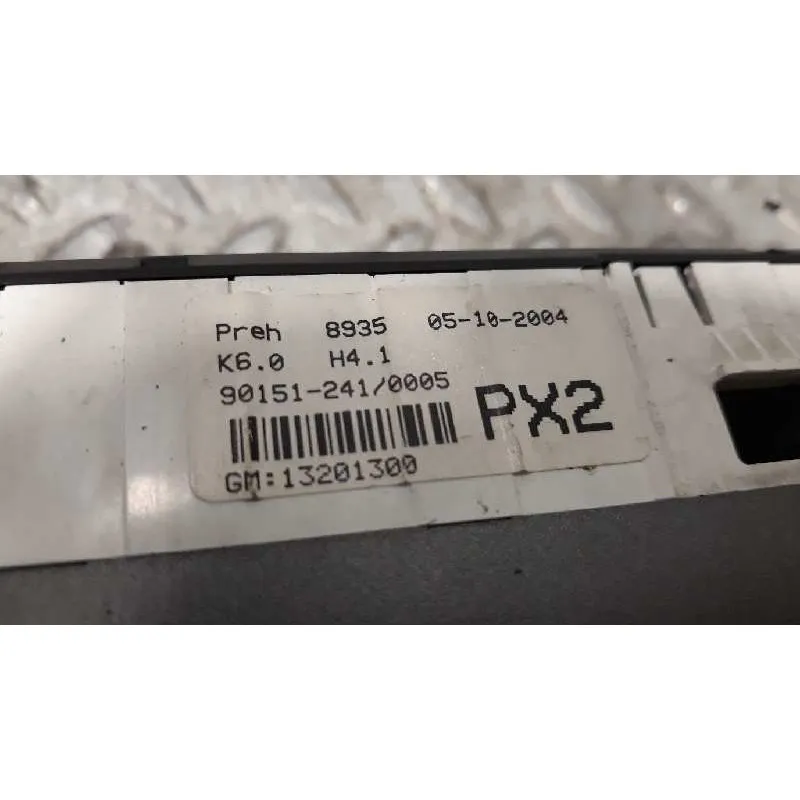 Preh 8935 05-10-2004
K6.0 H4.1
90151-241/0005
PX2
GM:13201300